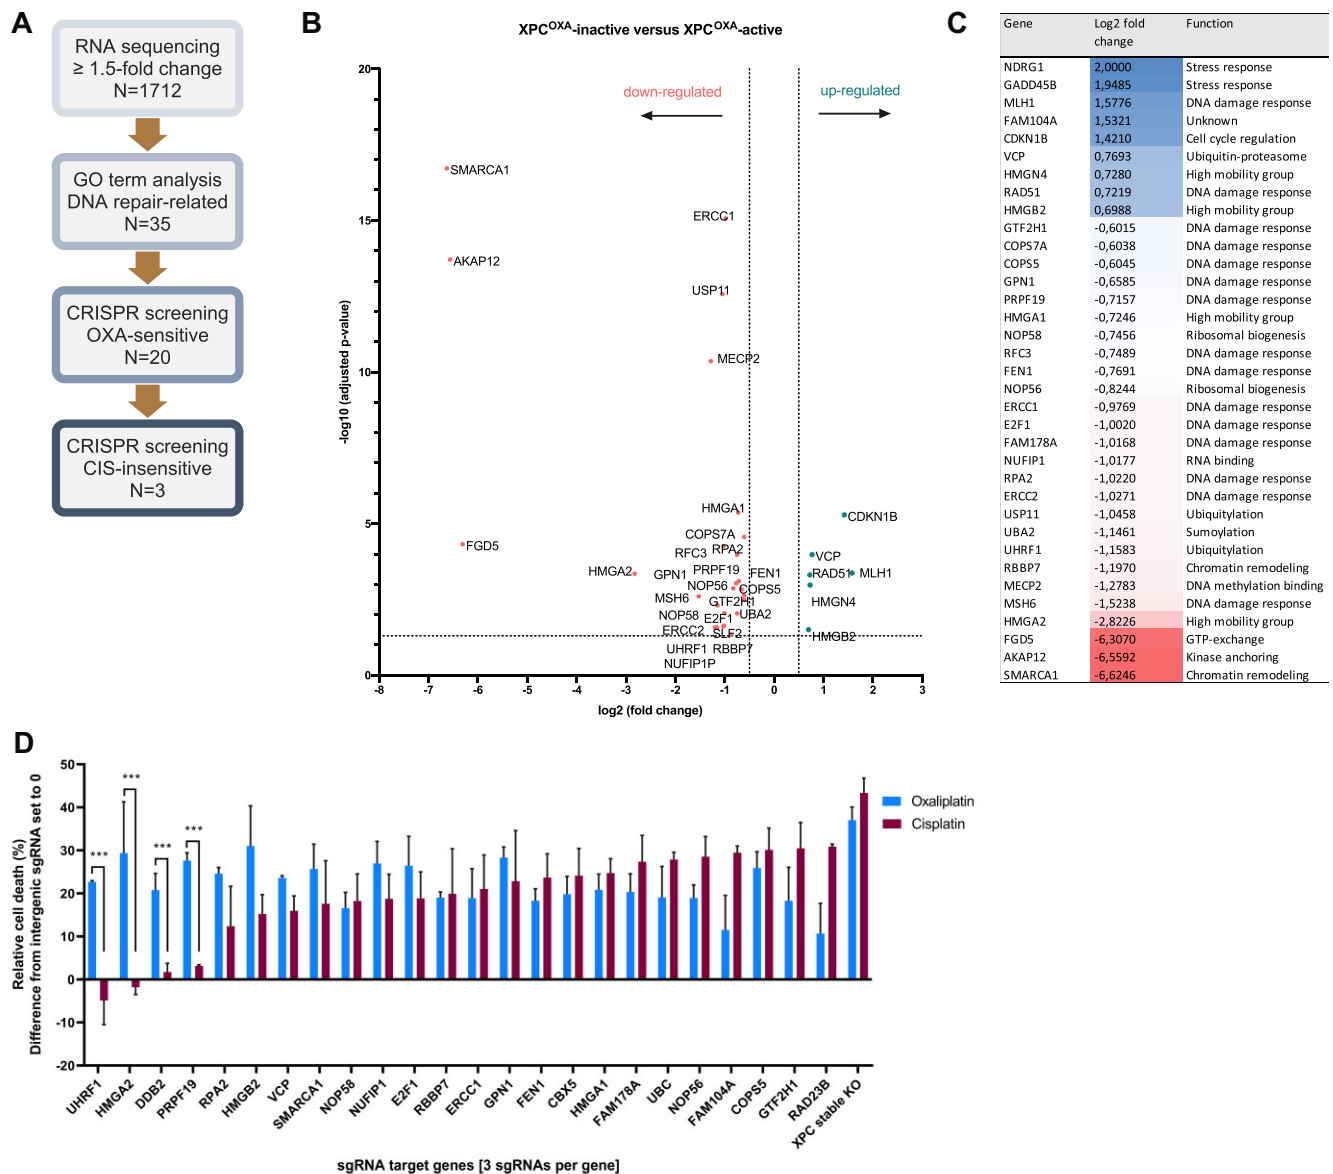 A
RNA sequencing
≥ 1.5-fold change
N=1712
GO term analysis
DNA repair-related
N=35
CRISPR screening
OXA-sensitive
N=20
CRISPR screening
CIS-insensitive
N=3
B
XPCOXA-inactive versus XPCOXA-active
down-regulated
up-regulated
-log10 (adjusted p-value)
20
15
10
5
0
SMARCA1
ERCC1
AKAP12
USP11
MECP2
HMGA1
CDKN1B
COPS7A
FGD5
RFC3
RPA2
VCP
HMGA2
GPN1
PRPF19
FEN1
RAD51
MLH1
NOP56
COPS5
MSH6
GTF2H1
HMGN4
NOP58
E2F1
UBA2
ERCC2
SLF2
HMGB2
UHRF1
RBBP7
NUFIP1P
-8 -7 -6 -5 -4 -3 -2 -1 0 1 2 3
log2 (fold change)
C
Gene Log2 fold change Function
NDRG1 2,0000 Stress response
GADD45B 1,9485 Stress response
MLH1 1,5776 DNA damage response
FAM104A 1,5321 Unknown
CDKN1B 1,4210 Cell cycle regulation
VCP 0,7693 Ubiquitin-proteasome
HMGN4 0,7280 High mobility group
RAD51 0,7219 DNA damage response
HMGB2 0,6988 High mobility group
GTF2H1 -0,6015 DNA damage response
COPS7A -0,6038 DNA damage response
COPS5 -0,6045 DNA damage response
GPN1 -0,6585 DNA damage response
PRPF19 -0,7157 DNA damage response
HMGA1 -0,7246 High mobility group
NOP58 -0,7456 Ribosomal biogenesis
RFC3 -0,7489 DNA damage response
FEN1 -0,7691 DNA damage response
NOP56 -0,8244 Ribosomal biogenesis
ERCC1 -0,9769 DNA damage response
E2F1 -1,0020 DNA damage response
FAM178A -1,0168 DNA damage response
NUFIP1 -1,0177 RNA binding
RPA2 -1,0220 DNA damage response
ERCC2 -1,0271 DNA damage response
USP11 -1,0458 Ubiquitylation
UBA2 -1,1461 Sumoylation
UHRF1 -1,1583 Ubiquitylation
RBBP7 -1,1970 Chromatin remodeling
MECP2 -1,2783 DNA methylation binding
MSH6 -1,5238 DNA damage response
HMGA2 -2,8226 High mobility group
FGD5 -6,3070 GTP-exchange
AKAP12 -6,5592 Kinase anchoring
SMARCA1 -6,6246 Chromatin remodeling
D
Relative cell death (%)
Difference from intergenic sgRNA set to 0
50
40
30
20
10
0
-10
-20
***
***
***
***
Oxaliplatin
Cisplatin
UHRF1
HMGA2
DDB2
PRPF19
RPA2
HMGB2
VCP
SMARCA1
NOP58
NUFIP1
E2F1
RBBP7
ERCC1
GPN1
FEN1
CBX5
HMGA1
FAM178A
UBC
NOP56
FAM104A
COPS5
GTF2H1
RAD23B
XPC stable KO
sgRNA target genes [3 sgRNAs per gene]